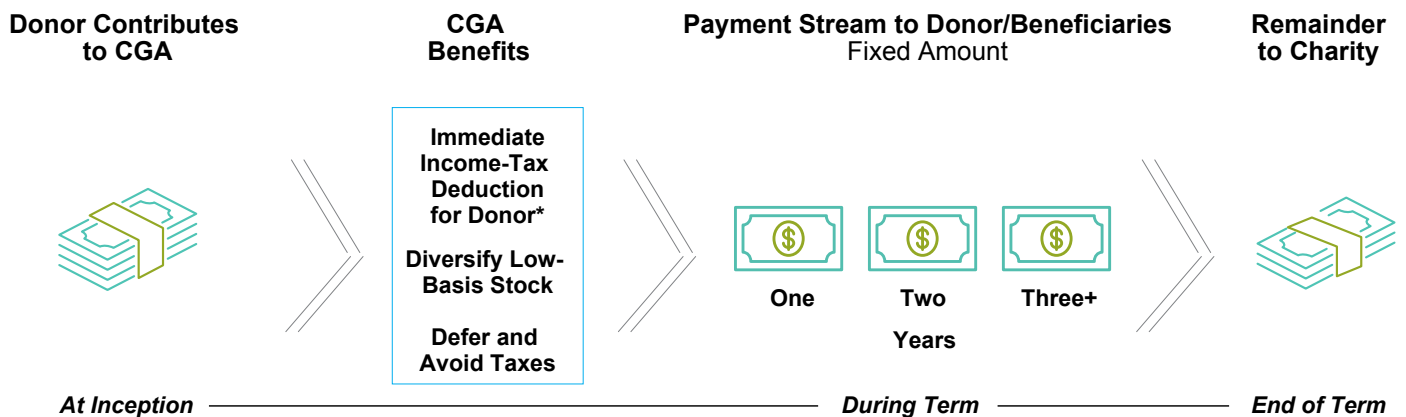 Donor Contributes
to CGA
CGA
Benefits
Payment Stream to Donor/Beneficiaries
Fixed Amount
Remainder
to Charity
Immediate
Income-Tax
Deduction
for Donor*
Diversify Low-
Basis Stock
Defer and
Avoid Taxes
$
$
$
One
Two
Three+
Years
At Inception
During Term
End of Term